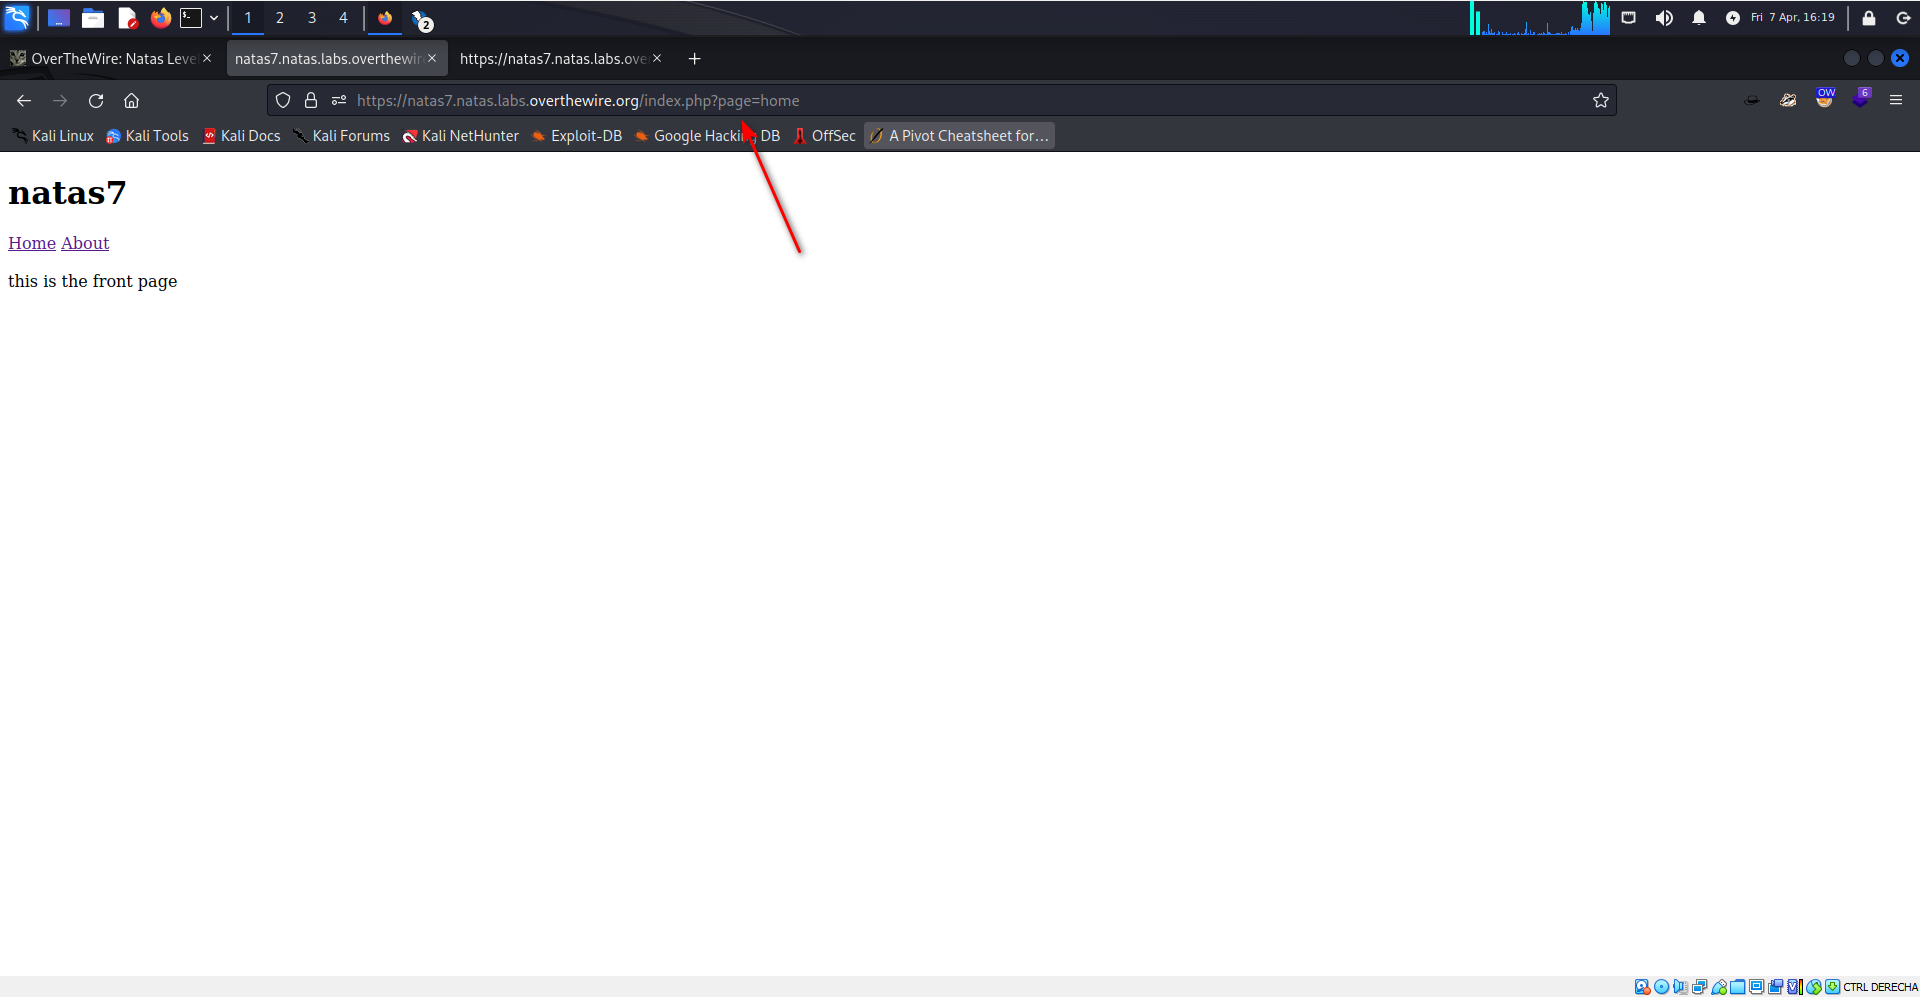 1 2 3 4 2 Fri 7 Apr, 16:19
OverTheWire: Natas Leve natas7.natas.labs.overthewir https://natas7.natas.labs.ove
https://natas7.natas.labs.overthewire.org/index.php?page=home OW 6
Kali Linux Kali Tools Kali Docs Kali Forums Kali NetHunter Exploit-DB Google Hacking DB OffSec A Pivot Cheatsheet for…
natas7
Home About
this is the front page
CTRL DERECHA